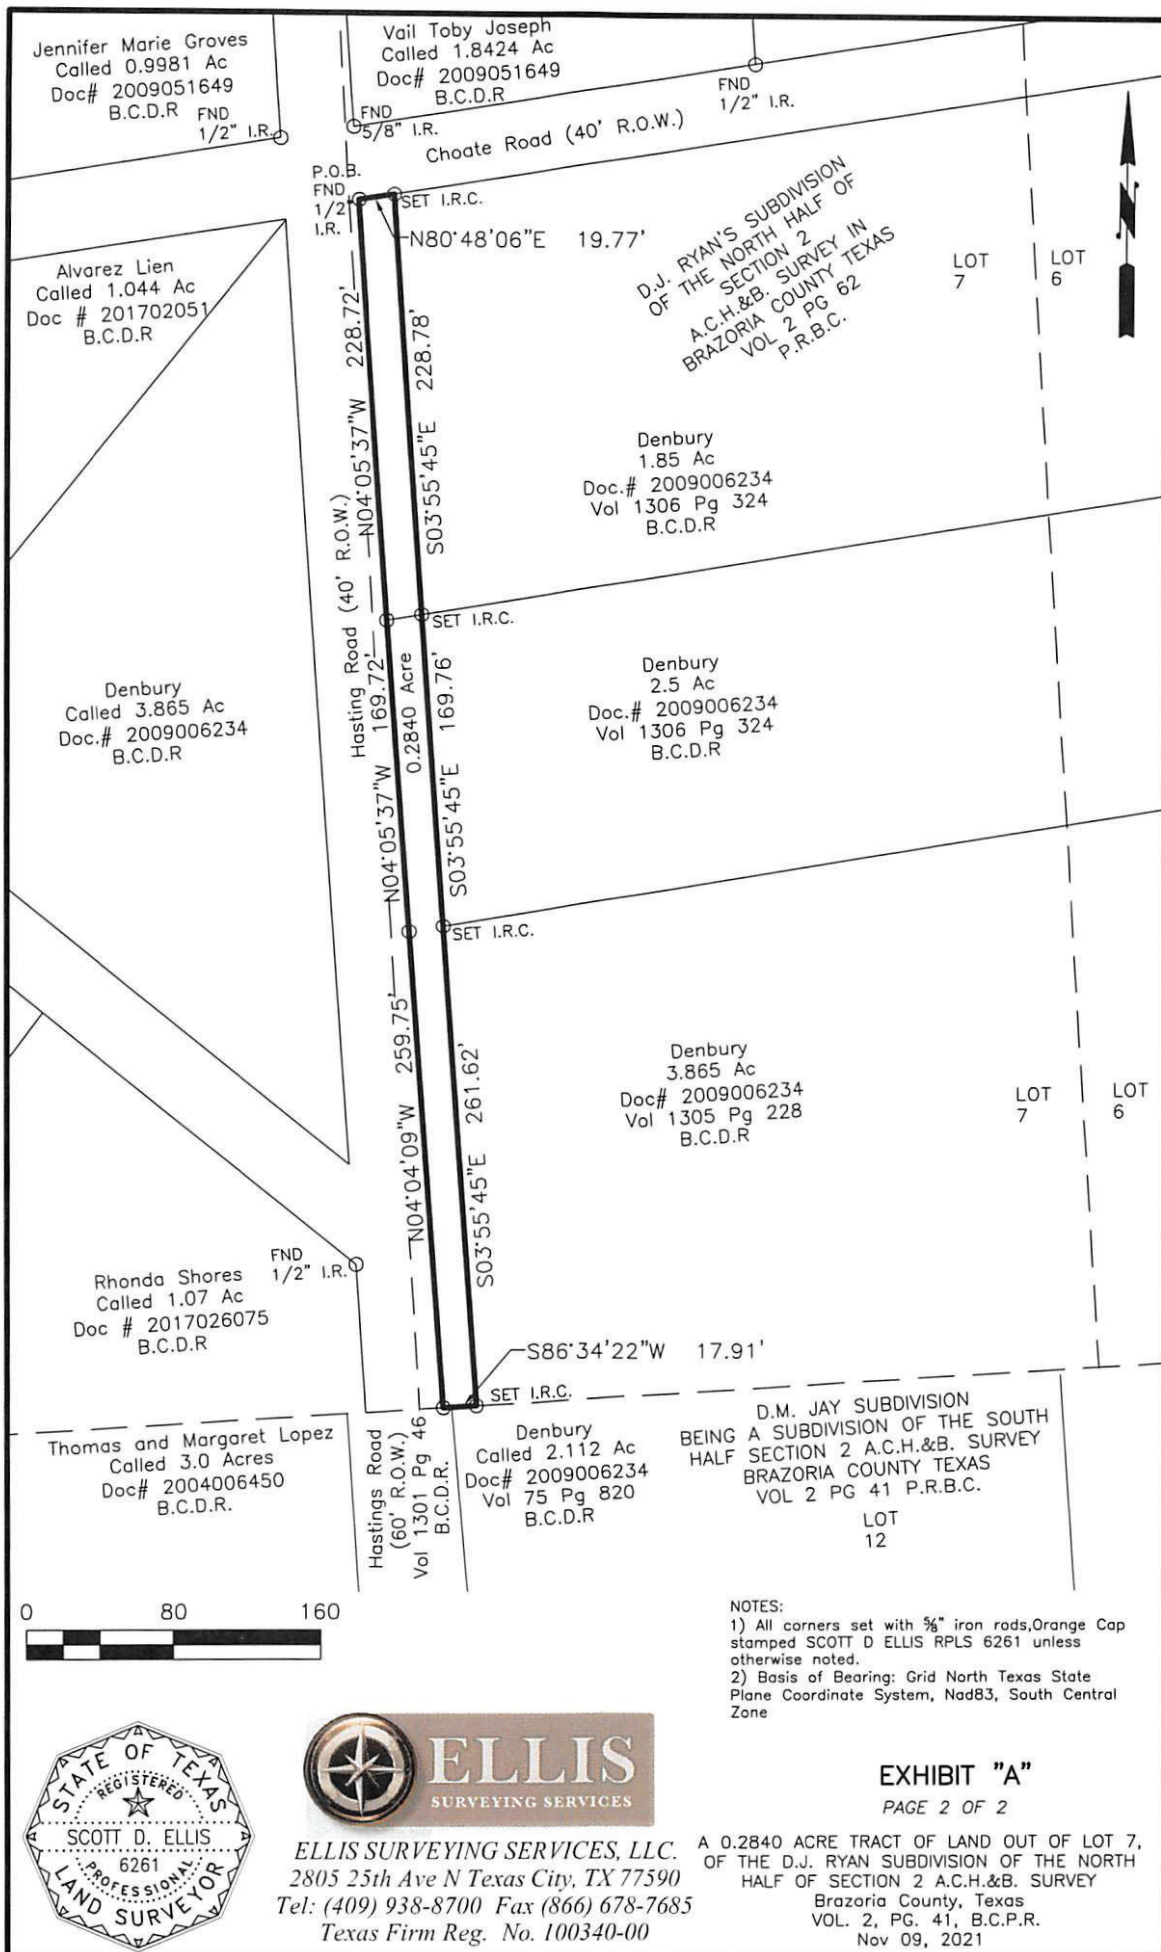 Jennifer Marie Groves
Called 0.9981 Ac
Doc# 2009051649
B.C.D.R
FND
1/2" I.R.
Vail Toby Joseph
Called 1.8424 Ac
Doc# 2009051649
B.C.D.R
FND
5/8" I.R.
FND
1/2" I.R.
Choate Road (40' R.O.W.)
P.O.B.
FND
1/2"
I.R.
SET I.R.C.
N80°48'06"E 19.77'
D.J. RYAN'S SUBDIVISION
OF THE NORTH HALF OF
SECTION 2
A.C.H.&B. SURVEY IN
BRAZORIA COUNTY TEXAS
VOL 2 PG 62
P.R.B.C.
LOT
7
LOT
6
N
Alvarez Lien
Called 1.044 Ac
Doc # 201702051
B.C.D.R
N04°05'37"W 228.72'
S03°55'45"E 228.78'
Denbury
1.85 Ac
Doc.# 2009006234
Vol 1306 Pg 324
B.C.D.R
Hasting Road (40' R.O.W.)
SET I.R.C.
Denbury
Called 3.865 Ac
Doc.# 2009006234
B.C.D.R
N04°05'37"W 169.72'
0.2840 Acre
S03°55'45"E 169.76'
Denbury
2.5 Ac
Doc.# 2009006234
Vol 1306 Pg 324
B.C.D.R
SET I.R.C.
N04°04'09"W 259.75'
S03°55'45"E 261.62'
Denbury
3.865 Ac
Doc# 2009006234
Vol 1305 Pg 228
B.C.D.R
LOT
7
LOT
6
FND
1/2" I.R.
Rhonda Shores
Called 1.07 Ac
Doc # 2017026075
B.C.D.R
S86°34'22"W 17.91'
SET I.R.C.
Thomas and Margaret Lopez
Called 3.0 Acres
Doc# 2004006450
B.C.D.R.
Hastings Road
(60' R.O.W.)
Vol 1301 Pg 46
B.C.D.R.
Denbury
Called 2.112 Ac
Doc# 2009006234
Vol 75 Pg 820
B.C.D.R
D.M. JAY SUBDIVISION
BEING A SUBDIVISION OF THE SOUTH
HALF SECTION 2 A.C.H.&B. SURVEY
BRAZORIA COUNTY TEXAS
VOL 2 PG 41 P.R.B.C.
LOT
12
0 80 160
NOTES:
1) All corners set with ⅝" iron rods,Orange Cap
stamped SCOTT D ELLIS RPLS 6261 unless
otherwise noted.
2) Basis of Bearing: Grid North Texas State
Plane Coordinate System, Nad83, South Central
Zone
STATE OF TEXAS
REGISTERED
SCOTT D. ELLIS
6261
PROFESSIONAL
LAND SURVEYOR
ELLIS
SURVEYING SERVICES
ELLIS SURVEYING SERVICES, LLC.
2805 25th Ave N Texas City, TX 77590
Tel: (409) 938-8700 Fax (866) 678-7685
Texas Firm Reg. No. 100340-00
EXHIBIT "A"
PAGE 2 OF 2
A 0.2840 ACRE TRACT OF LAND OUT OF LOT 7,
OF THE D.J. RYAN SUBDIVISION OF THE NORTH
HALF OF SECTION 2 A.C.H.&B. SURVEY
Brazoria County, Texas
VOL. 2, PG. 41, B.C.P.R.
Nov 09, 2021